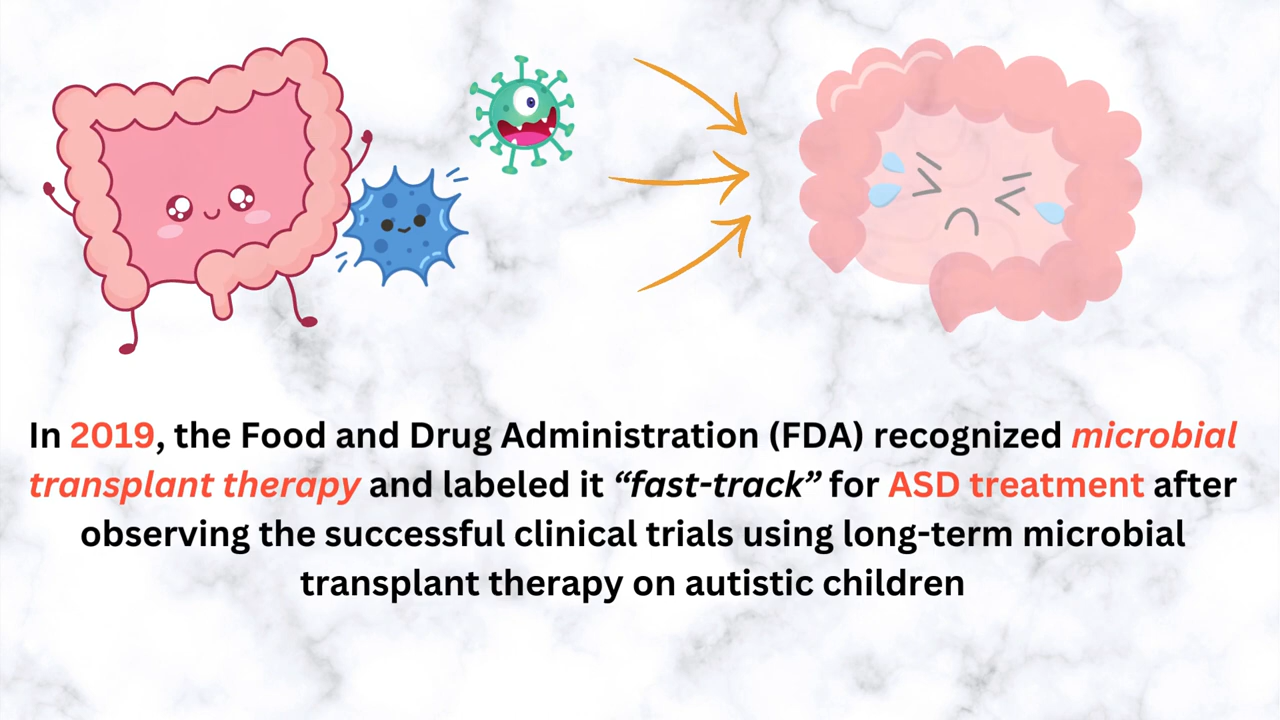 In 2019, the Food and Drug Administration (FDA) recognized microbial
transplant therapy and labeled it “fast-track” for ASD treatment after
observing the successful clinical trials using long-term microbial
transplant therapy on autistic children